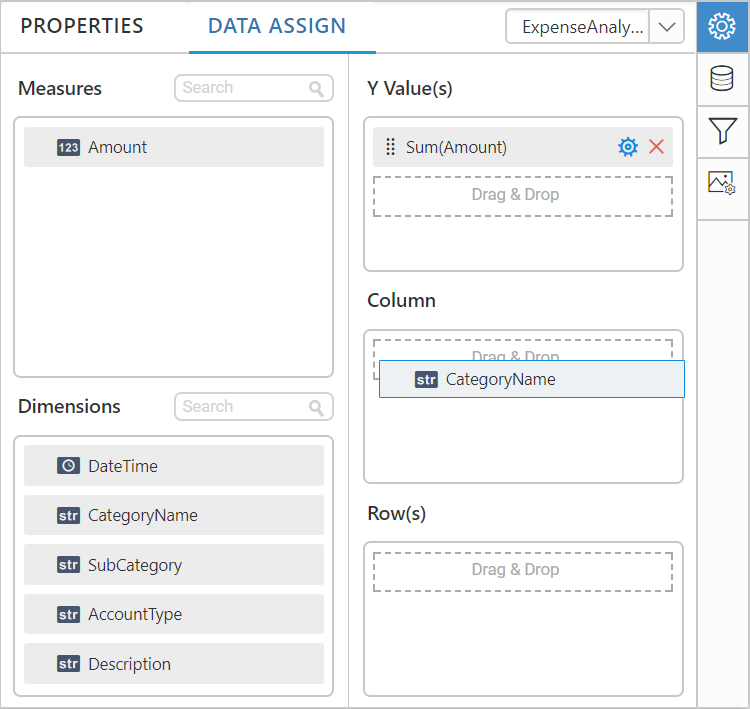 PROPERTIES
DATA ASSIGN
ExpenseAnaly...
Measures
Search
123 Amount
Dimensions
Search
DateTime
str CategoryName
str SubCategory
str AccountType
str Description
Y Value(s)
Sum(Amount)
Drag & Drop
Column
Drag & Drop
str CategoryName
Row(s)
Drag & Drop